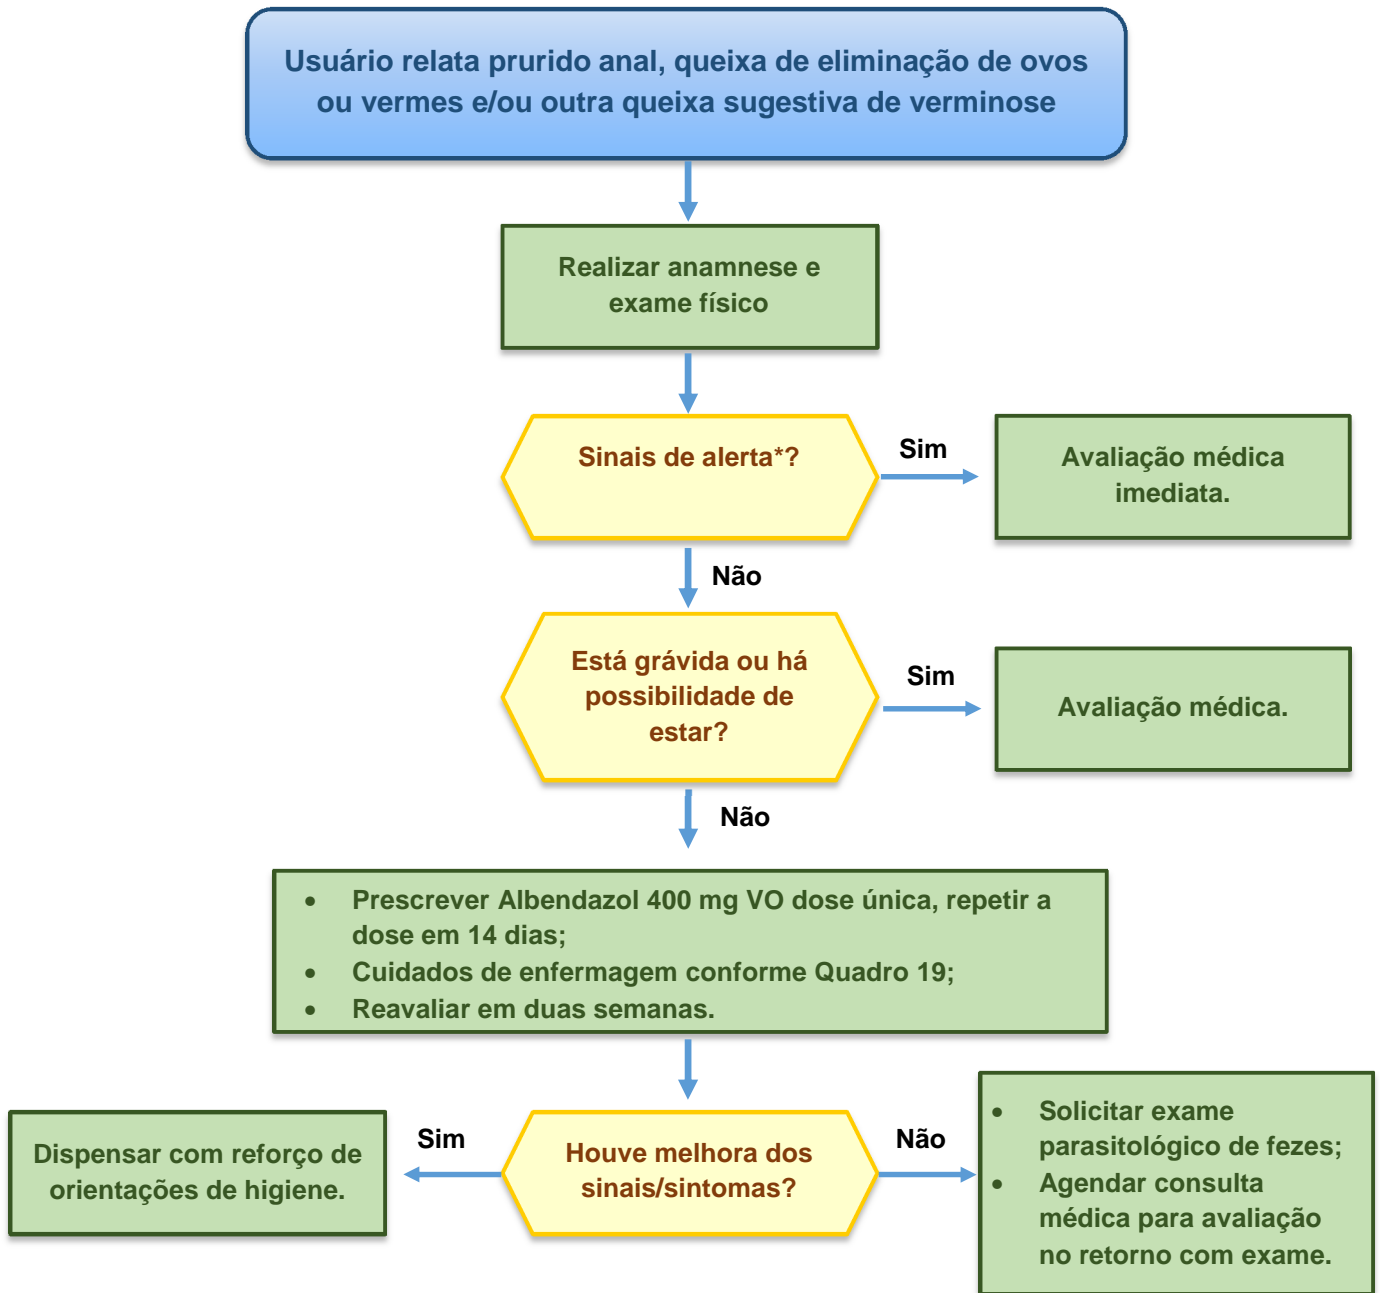 Usuário relata prurido anal, queixa de eliminação de ovos
ou vermes e/ou outra queixa sugestiva de verminose
Realizar anamnese e
exame físico
Sinais de alerta*?
Sim
Avaliação médica
imediata.
Não
Está grávida ou há
possibilidade de
estar?
Sim
Avaliação médica.
Não
• Prescrever Albendazol 400 mg VO dose única, repetir a
dose em 14 dias;
• Cuidados de enfermagem conforme Quadro 19;
• Reavaliar em duas semanas.
Houve melhora dos
sinais/sintomas?
Sim
Dispensar com reforço de
orientações de higiene.
Não
• Solicitar exame
parasitológico de fezes;
• Agendar consulta
médica para avaliação
no retorno com exame.